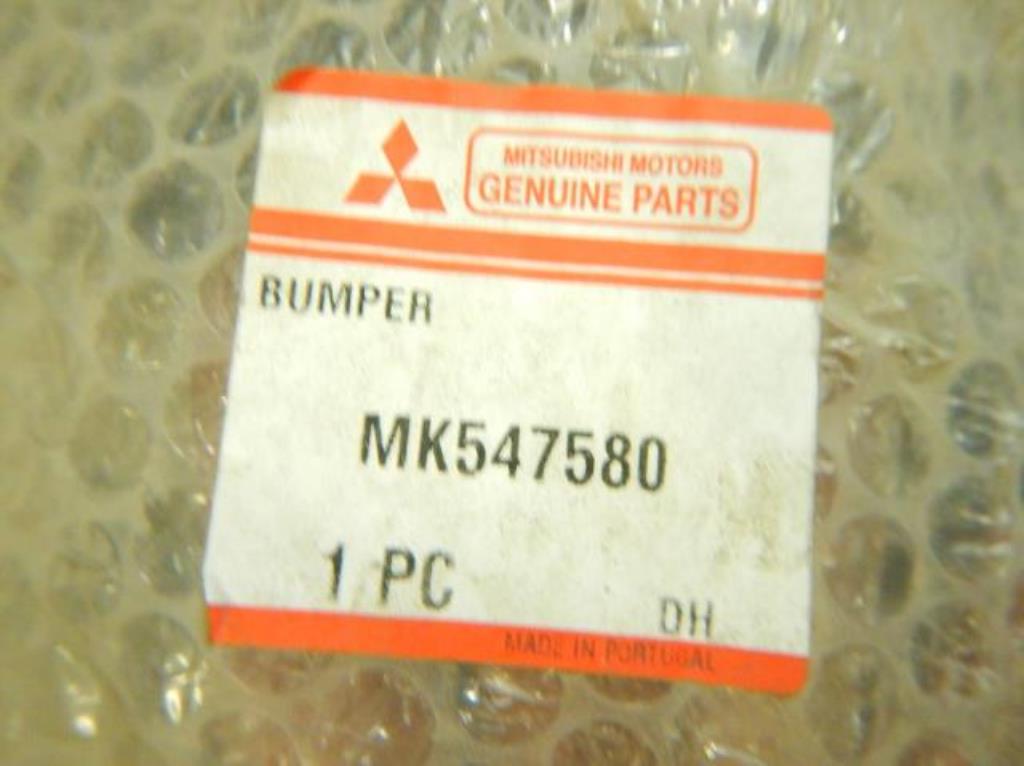 MITSUBISHI MOTORS
GENUINE PARTS
BUMPER
MK547580
1 PC
DH
MADE IN PORTUGAL